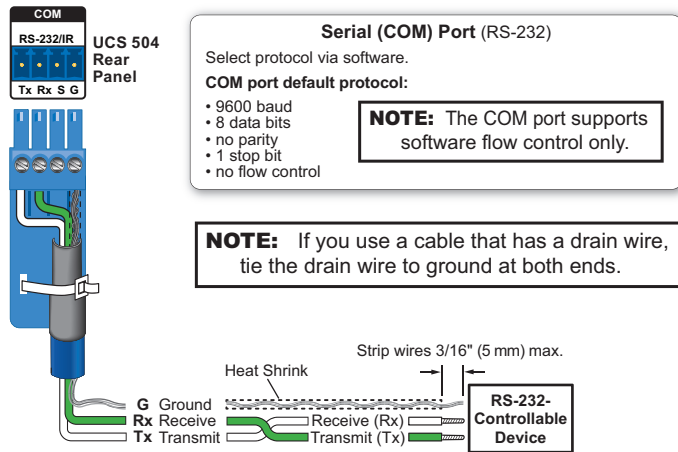 COM
RS-232/IR
Tx Rx S G
UCS 504
Rear
Panel
Serial (COM) Port (RS-232)
Select protocol via software.
COM port default protocol:
• 9600 baud
• 8 data bits
• no parity
• 1 stop bit
• no flow control
NOTE: The COM port supports
software flow control only.
NOTE: If you use a cable that has a drain wire,
tie the drain wire to ground at both ends.
Strip wires 3/16" (5 mm) max.
Heat Shrink
G Ground
Rx Receive
Tx Transmit
Receive (Rx)
Transmit (Tx)
RS-232-
Controllable
Device